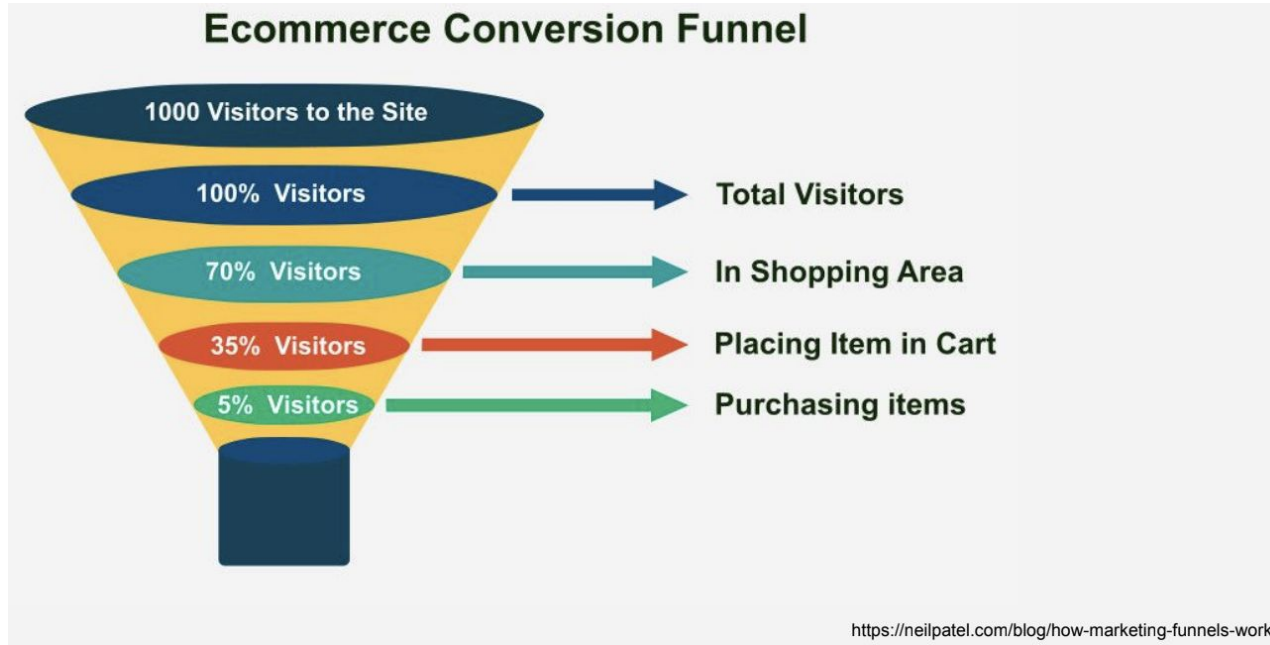 Ecommerce Conversion Funnel
1000 Visitors to the Site
100% Visitors
Total Visitors
70% Visitors
In Shopping Area
35% Visitors
Placing Item in Cart
5% Visitors
Purchasing items
https://neilpatel.com/blog/how-marketing-funnels-work